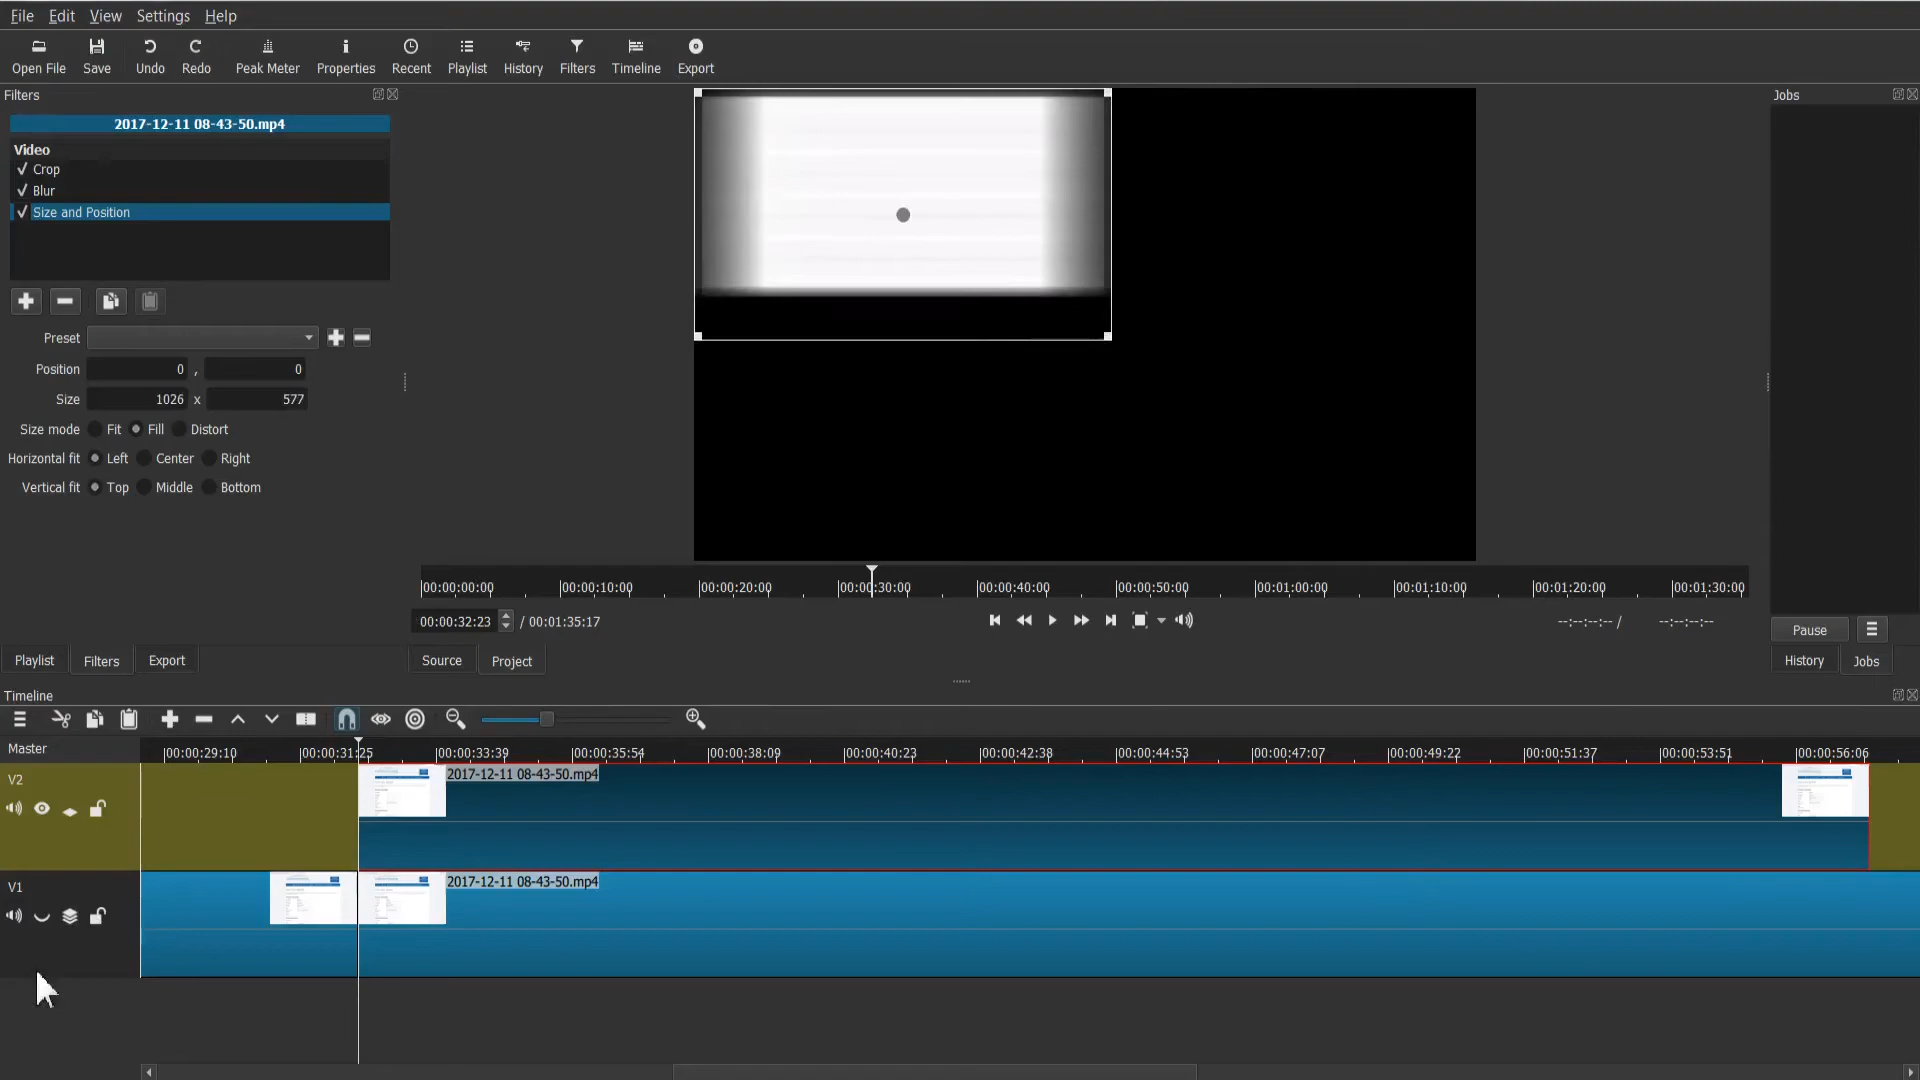 File Edit View Settings Help
Open File Save Undo Redo Peak Meter Properties Recent Playlist History Filters Timeline Export
Filters
2017-12-11 08-43-50.mp4
Video
Crop
Blur
Size and Position
Preset
Position 0 , 0
Size 1026 x 577
Size mode Fit Fill Distort
Horizontal fit Left Center Right
Vertical fit Top Middle Bottom
Jobs
00:00:00:00 00:00:10:00 00:00:20:00 00:00:30:00 00:00:40:00 00:00:50:00 00:01:00:00 00:01:10:00 00:01:20:00 00:01:30:00
00:00:32:23 / 00:01:35:17
--:--:--:-- / --:--:--:--
Pause
Playlist Filters Export
Source Project
History Jobs
Timeline
Master
00:00:29:10 00:00:31:25 00:00:33:39 00:00:35:54 00:00:38:09 00:00:40:23 00:00:42:38 00:00:44:53 00:00:47:07 00:00:49:22 00:00:51:37 00:00:53:51 00:00:56:06
V2
2017-12-11 08-43-50.mp4
V1
2017-12-11 08-43-50.mp4